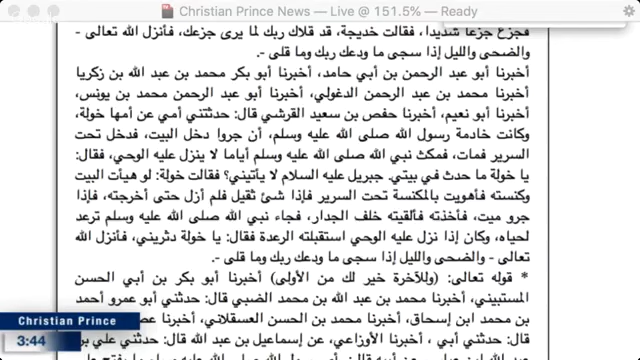 Christian Prince News — Live @ 151.5% — Ready
فجزع جزعا شديدا، فقالت خديجة، قد قلاك ربك لما يرى جزعك، فأنزل الله تعالى -
والضحى والليل إذا سجى ما ودعك ربك وما قلى -.
أخبرنا أبو عبد الرحمن بن أبي حامد، أخبرنا أبو بكر محمد بن عبد الله بن زكريا
أخبرنا محمد بن عبد الرحمن الدغولي، أخبرنا أبو عبد الرحمن محمد بن يونس،
أخبرنا أبو نعيم، أخبرنا حفص بن سعيد القرشي قال: حدثتني أمي عن أمها خولة،
وكانت خادمة رسول الله صلى الله عليه وسلم، أن جروا دخل البيت، فدخل تحت
السرير فمات، فمكث نبي الله صلى الله عليه وسلم أياما لا ينزل عليه الوحي، فقال:
يا خولة ما حدث في بيتي. جبريل عليه السلام لا يأتيني؟ فقالت خولة: لو هيأت البيت
وكنسته فأهويت بالمكنسة تحت السرير فإذا شئ ثقيل فلم أزل حتى أخرجته، فإذا
جرو ميت، فأخذته فألقيته خلف الجدار، فجاء نبي الله صلى الله عليه وسلم ترعد
لحياه، وكان إذا نزل عليه الوحي استقبلته الرعدة فقال: يا خولة دثريني، فأنزل الله
تعالى - والضحى والليل إذا سجى ما ودعك ربك وما قلى -.
* قوله تعالى: (وللآخرة خير لك من الأولى) أخبرنا أبو بكر بن أبي الحسن
المستبيني، أخبرنا محمد بن عبد الله بن محمد الضبي قال: حدثني أبو عمرو أحمد
بن محمد ابن إسحاق، أخبرنا محمد بن الحسن العسقلاني، أخبرنا
قال: حدثني أبي، أخبرنا الأوزاعي، عن إسماعيل بن عبد الله قال: حدثني علي بن
Christian Prince
3:44